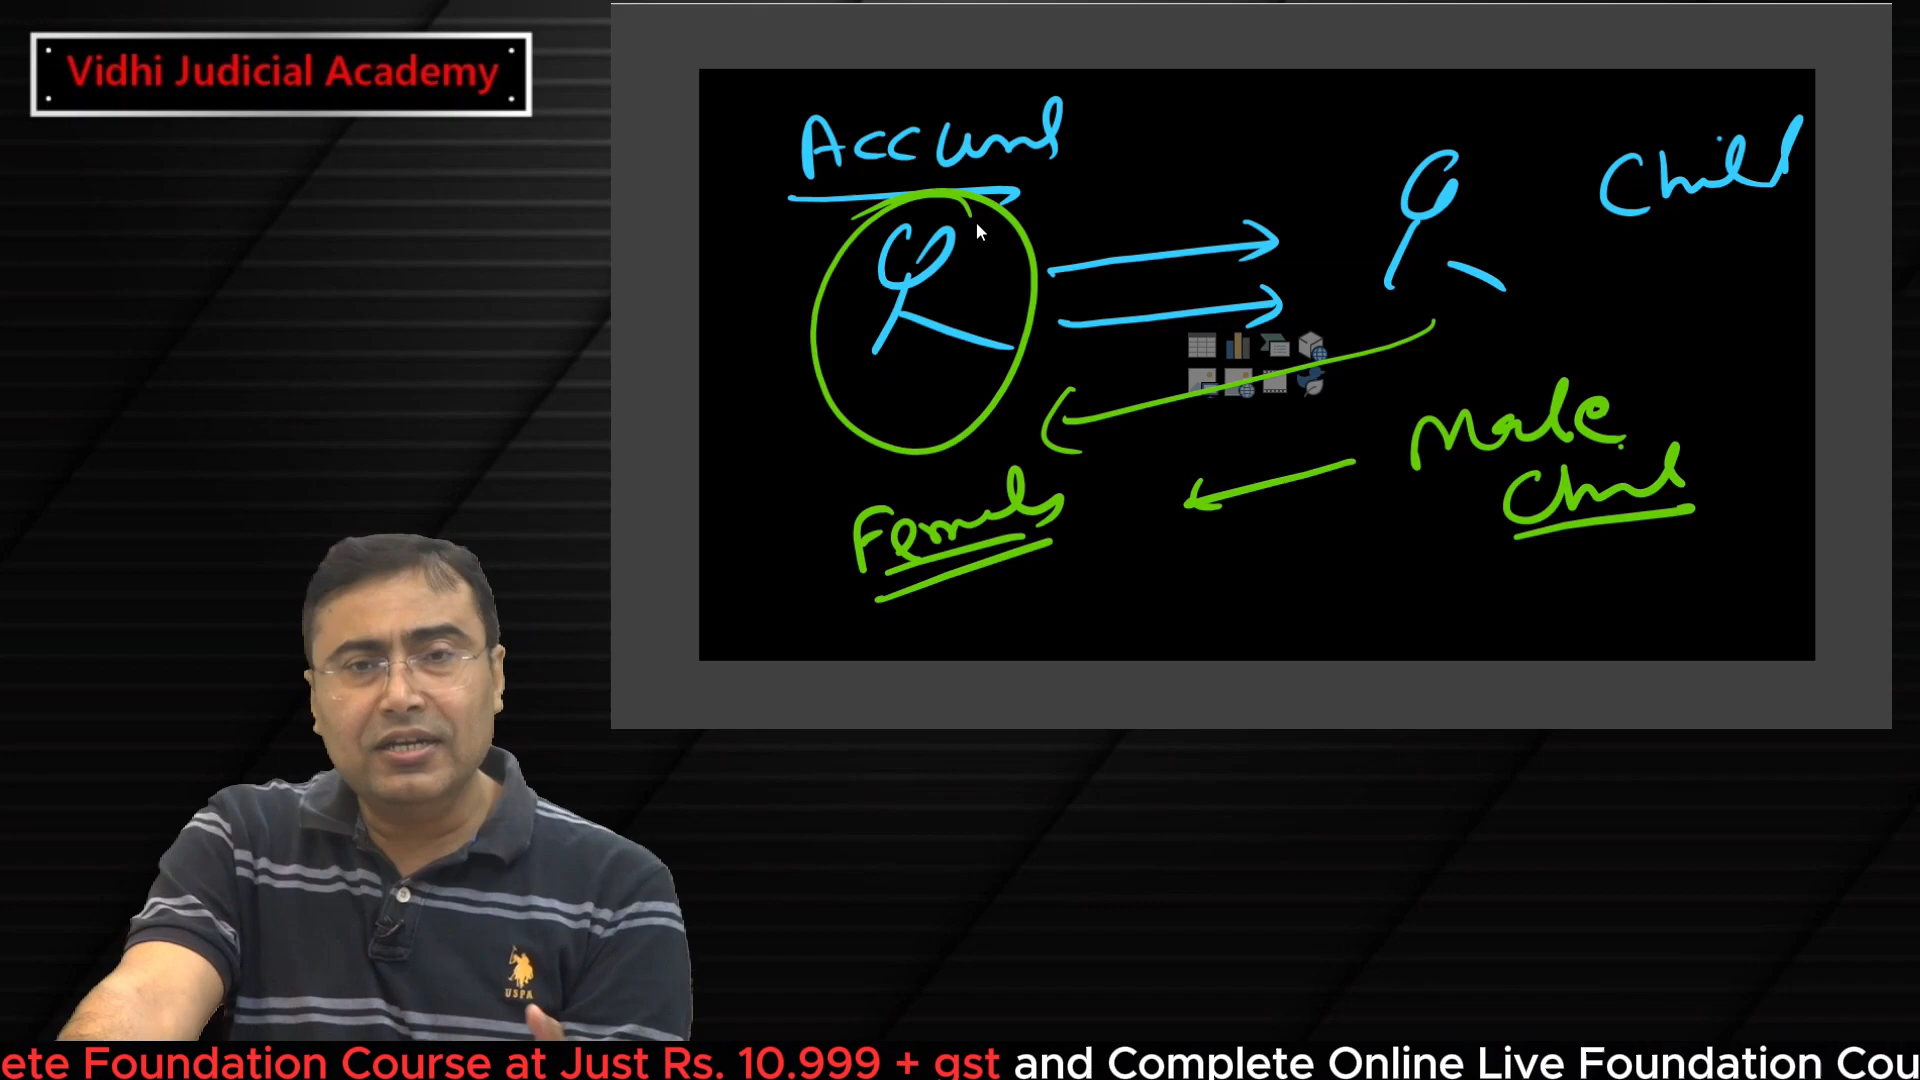 Vidhi Judicial Academy
Accused
Child
Male
Child
Female
USPA
ete Foundation Course at Just Rs. 10.999 + gst and Complete Online Live Foundation Cou